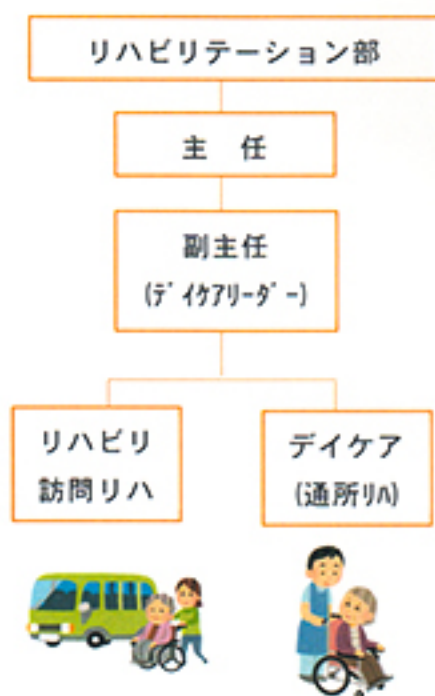 リハビリテーション部
主　任
副主任
(ﾃﾞｲｹｱﾘｰﾀﾞｰ)
リハビリ
訪問リハ
デイケア
(通所ﾘﾊ)